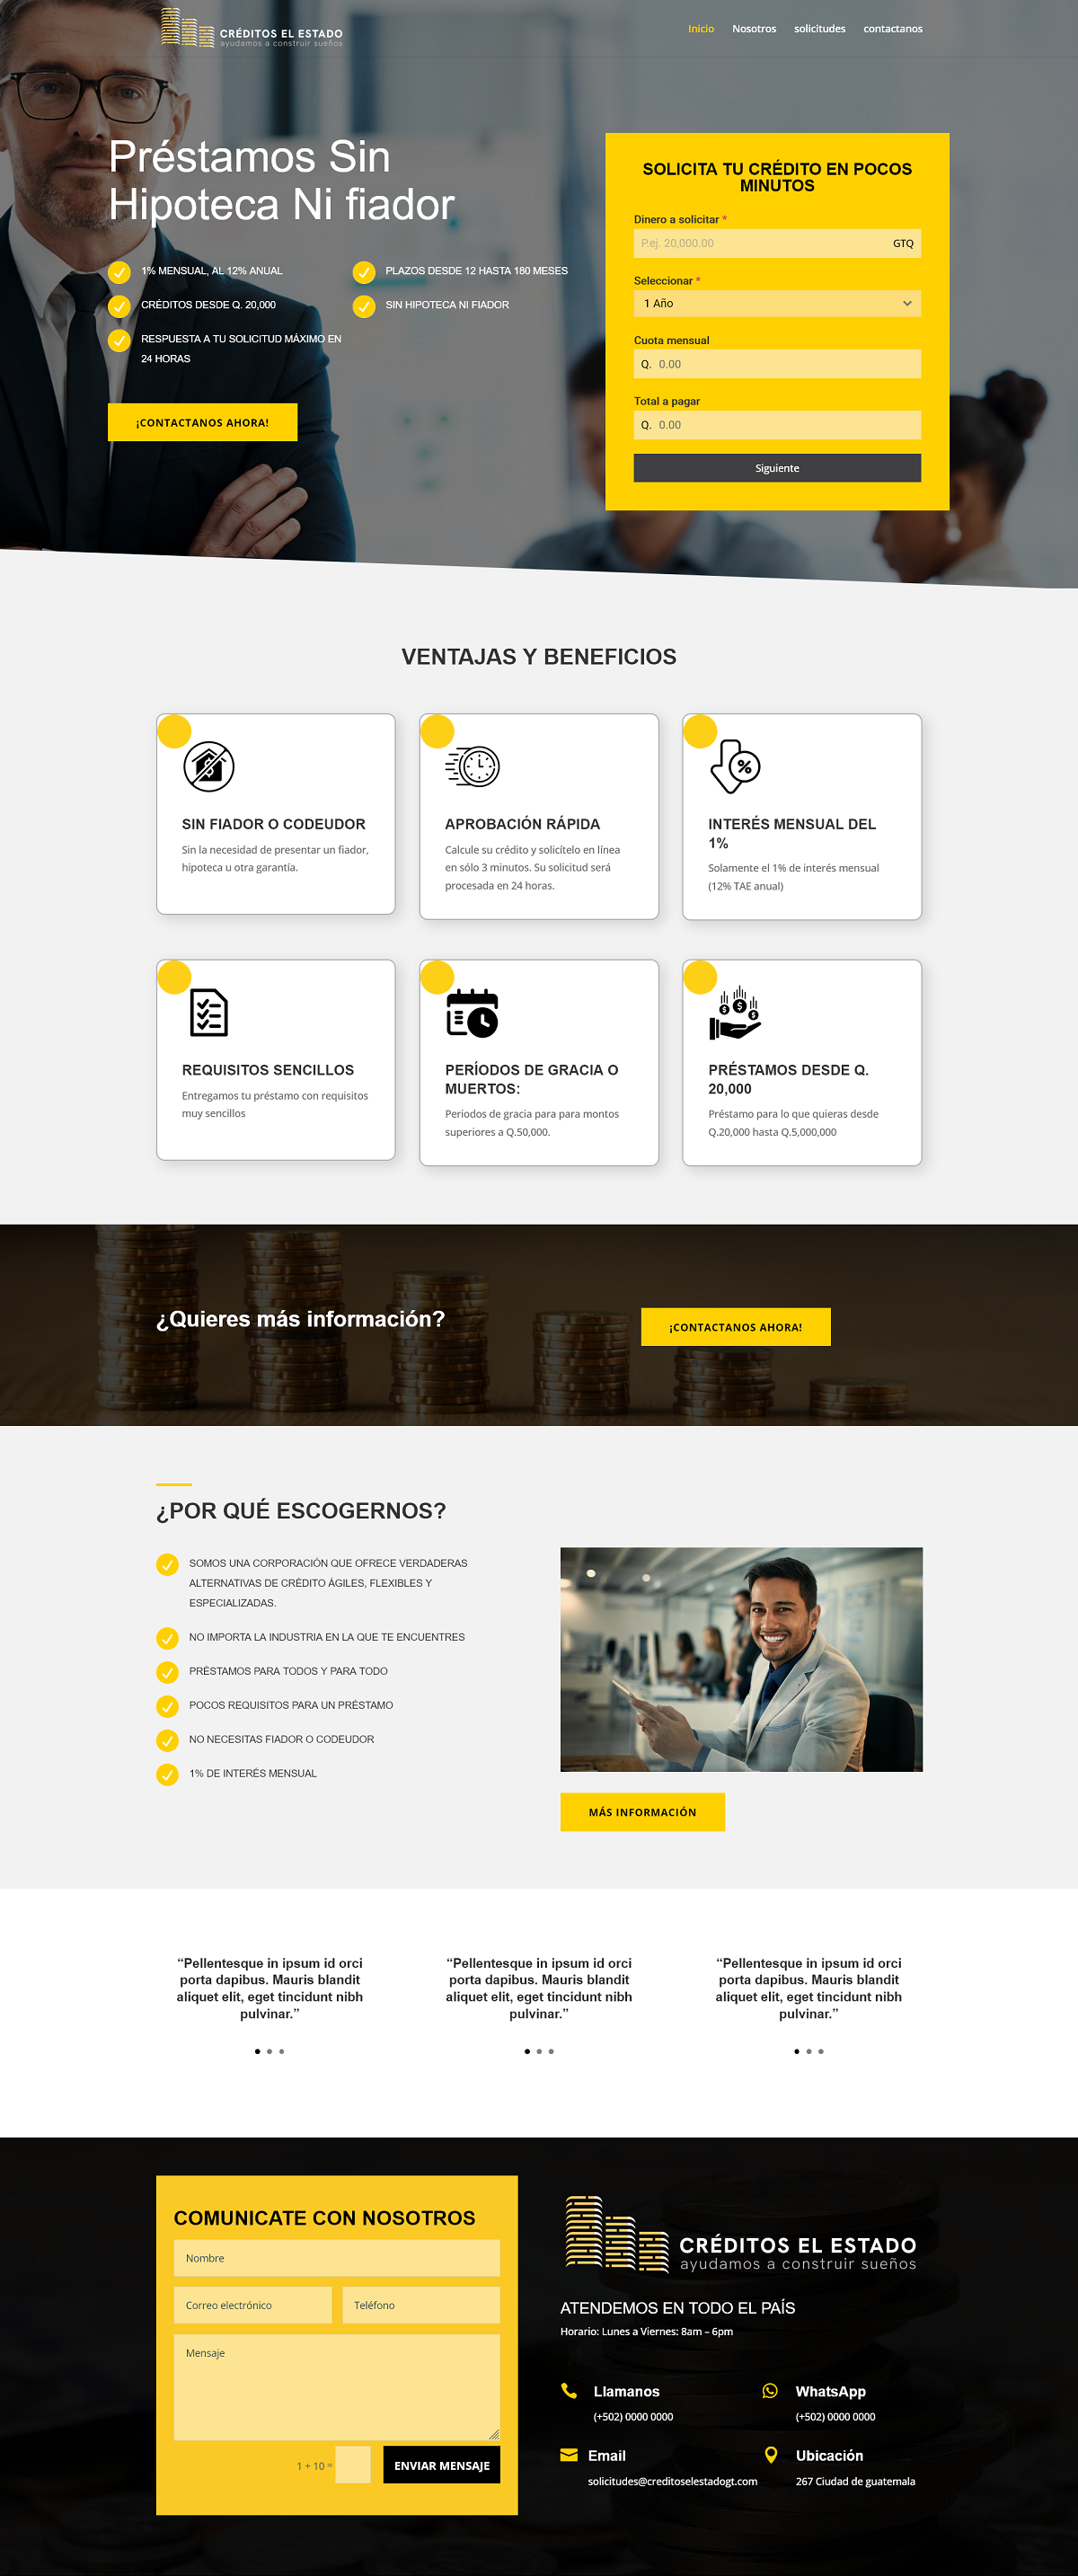 CRÉDITOS EL ESTADO
ayudamos a construir sueños
Inicio
Nosotros
solicitudes
contactanos
Préstamos Sin
Hipoteca Ni fiador
1% MENSUAL, AL 12% ANUAL
PLAZOS DESDE 12 HASTA 180 MESES
CRÉDITOS DESDE Q. 20,000
SIN HIPOTECA NI FIADOR
RESPUESTA A TU SOLICITUD MÁXIMO EN
24 HORAS
¡CONTACTANOS AHORA!
SOLICITA TU CRÉDITO EN POCOS
MINUTOS
Dinero a solicitar *
P.ej. 20,000.00
GTQ
Seleccionar *
1 Año
Cuota mensual
Q. 0.00
Total a pagar
Q. 0.00
Siguiente
VENTAJAS Y BENEFICIOS
SIN FIADOR O CODEUDOR
Sin la necesidad de presentar un fiador,
hipoteca u otra garantía.
APROBACIÓN RÁPIDA
Calcule su crédito y solicítelo en línea
en sólo 3 minutos. Su solicitud será
procesada en 24 horas.
INTERÉS MENSUAL DEL
1%
Solamente el 1% de interés mensual
(12% TAE anual)
REQUISITOS SENCILLOS
Entregamos tu préstamo con requisitos
muy sencillos
PERÍODOS DE GRACIA O
MUERTOS:
Periodos de gracia para para montos
superiores a Q.50,000.
PRÉSTAMOS DESDE Q.
20,000
Préstamo para lo que quieras desde
Q.20,000 hasta Q.5,000,000
¿Quieres más información?
¡CONTACTANOS AHORA!
¿POR QUÉ ESCOGERNOS?
SOMOS UNA CORPORACIÓN QUE OFRECE VERDADERAS
ALTERNATIVAS DE CRÉDITO ÁGILES, FLEXIBLES Y
ESPECIALIZADAS.
NO IMPORTA LA INDUSTRIA EN LA QUE TE ENCUENTRES
PRÉSTAMOS PARA TODOS Y PARA TODO
POCOS REQUISITOS PARA UN PRÉSTAMO
NO NECESITAS FIADOR O CODEUDOR
1% DE INTERÉS MENSUAL
MÁS INFORMACIÓN
“Pellentesque in ipsum id orci
porta dapibus. Mauris blandit
aliquet elit, eget tincidunt nibh
pulvinar.”
“Pellentesque in ipsum id orci
porta dapibus. Mauris blandit
aliquet elit, eget tincidunt nibh
pulvinar.”
“Pellentesque in ipsum id orci
porta dapibus. Mauris blandit
aliquet elit, eget tincidunt nibh
pulvinar.”
COMUNICATE CON NOSOTROS
Nombre
Correo electrónico
Teléfono
Mensaje
1 + 10 =
ENVIAR MENSAJE
CRÉDITOS EL ESTADO
ayudamos a construir sueños
ATENDEMOS EN TODO EL PAÍS
Horario: Lunes a Viernes: 8am – 6pm
Llamanos
(+502) 0000 0000
WhatsApp
(+502) 0000 0000
Email
solicitudes@creditoselestadogt.com
Ubicación
267 Ciudad de guatemala